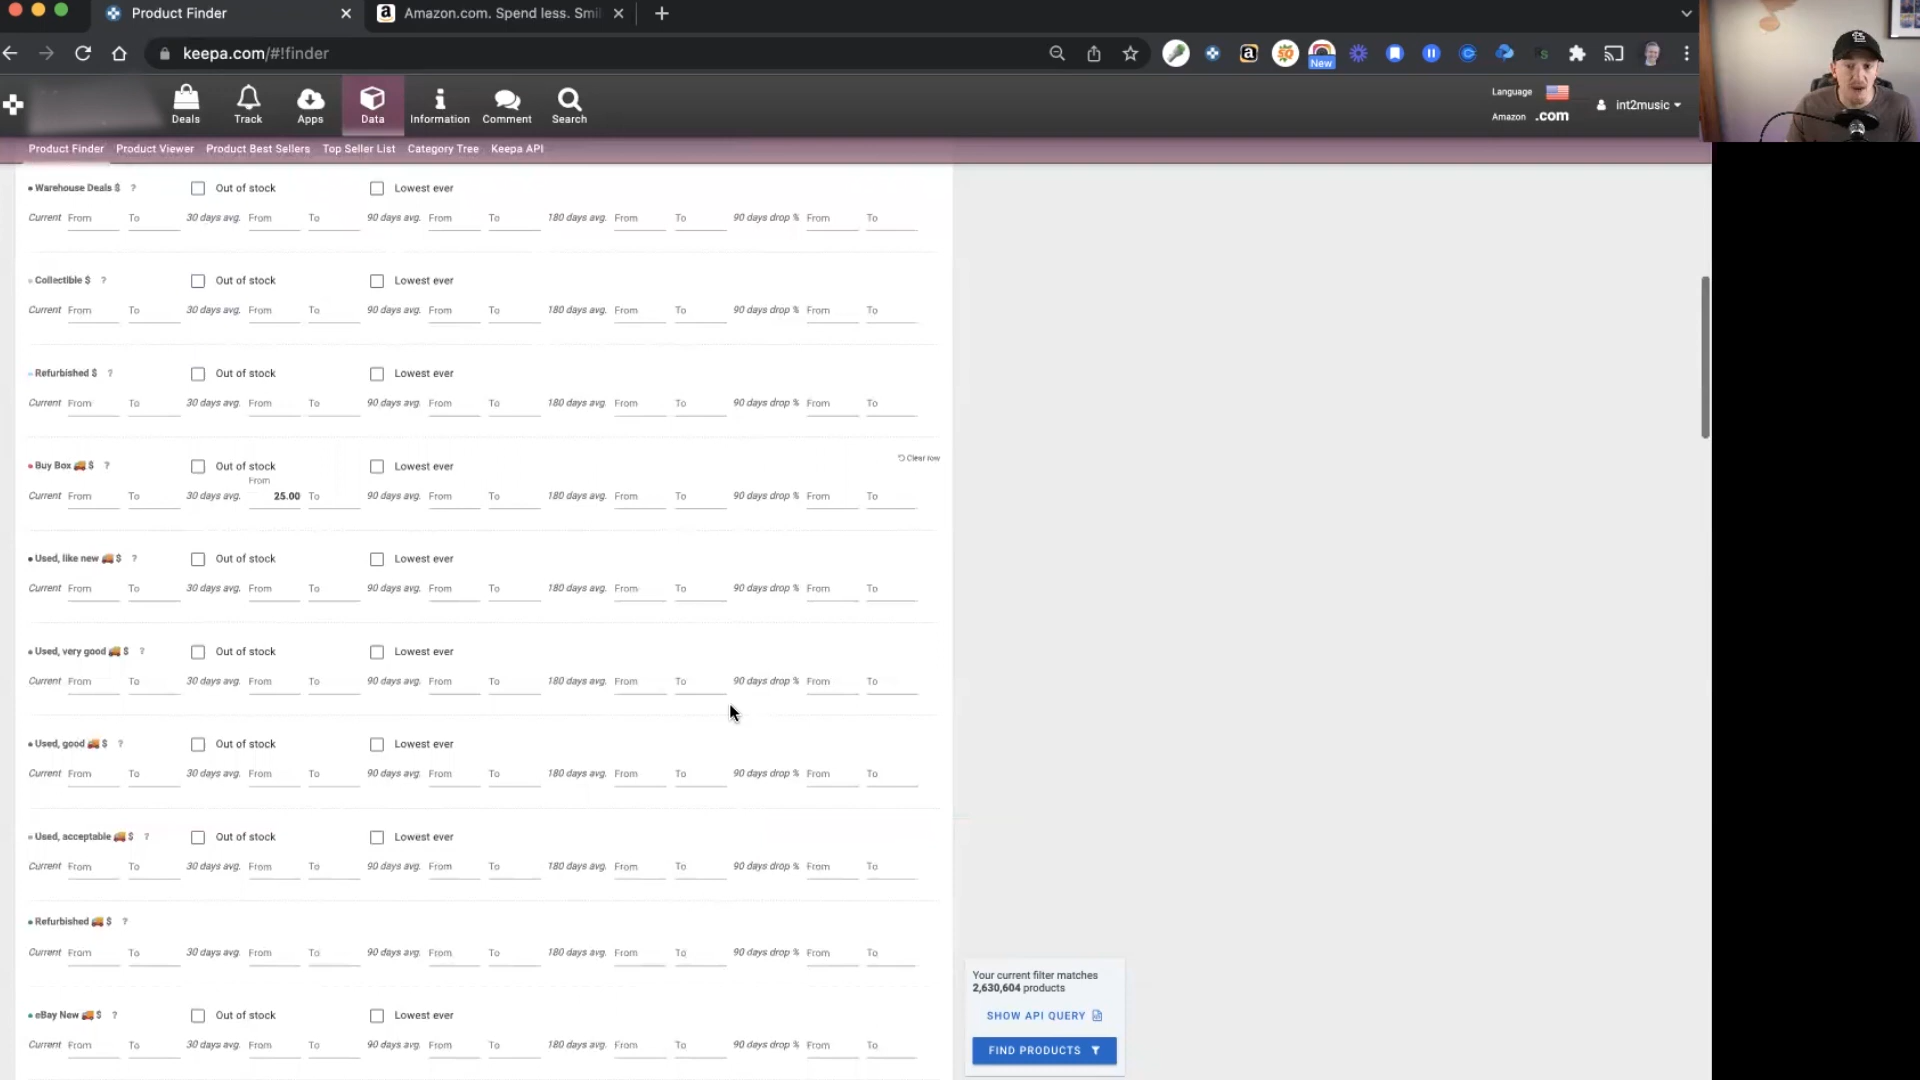 Product Finder
Amazon.com. Spend less. Smil
keepa.com/#!finder
New
Deals
Track
Apps
Data
Information
Comment
Search
Language
Amazon .com
int2music
Product Finder Product Viewer Product Best Sellers Top Seller List Category Tree Keepa API
Warehouse Deals $ ? Out of stock Lowest ever
Current From To 30 days avg. From To 90 days avg. From To 180 days avg. From To 90 days drop % From To
Collectible $ ? Out of stock Lowest ever
Current From To 30 days avg. From To 90 days avg. From To 180 days avg. From To 90 days drop % From To
Refurbished $ ? Out of stock Lowest ever
Current From To 30 days avg. From To 90 days avg. From To 180 days avg. From To 90 days drop % From To
Buy Box 🚚 $ ? Out of stock Lowest ever Clear row
From
Current From To 30 days avg. 25.00 To 90 days avg. From To 180 days avg. From To 90 days drop % From To
Used, like new 🚚 $ ? Out of stock Lowest ever
Current From To 30 days avg. From To 90 days avg. From To 180 days avg. From To 90 days drop % From To
Used, very good 🚚 $ ? Out of stock Lowest ever
Current From To 30 days avg. From To 90 days avg. From To 180 days avg. From To 90 days drop % From To
Used, good 🚚 $ ? Out of stock Lowest ever
Current From To 30 days avg. From To 90 days avg. From To 180 days avg. From To 90 days drop % From To
Used, acceptable 🚚 $ ? Out of stock Lowest ever
Current From To 30 days avg. From To 90 days avg. From To 180 days avg. From To 90 days drop % From To
Refurbished 🚚 $ ?
Current From To 30 days avg. From To 90 days avg. From To 180 days avg. From To 90 days drop % From To
eBay New 🚚 $ ? Out of stock Lowest ever
Current From To 30 days avg. From To 90 days avg. From To 180 days avg. From To 90 days drop % From To
Your current filter matches
2,630,604 products
SHOW API QUERY
FIND PRODUCTS